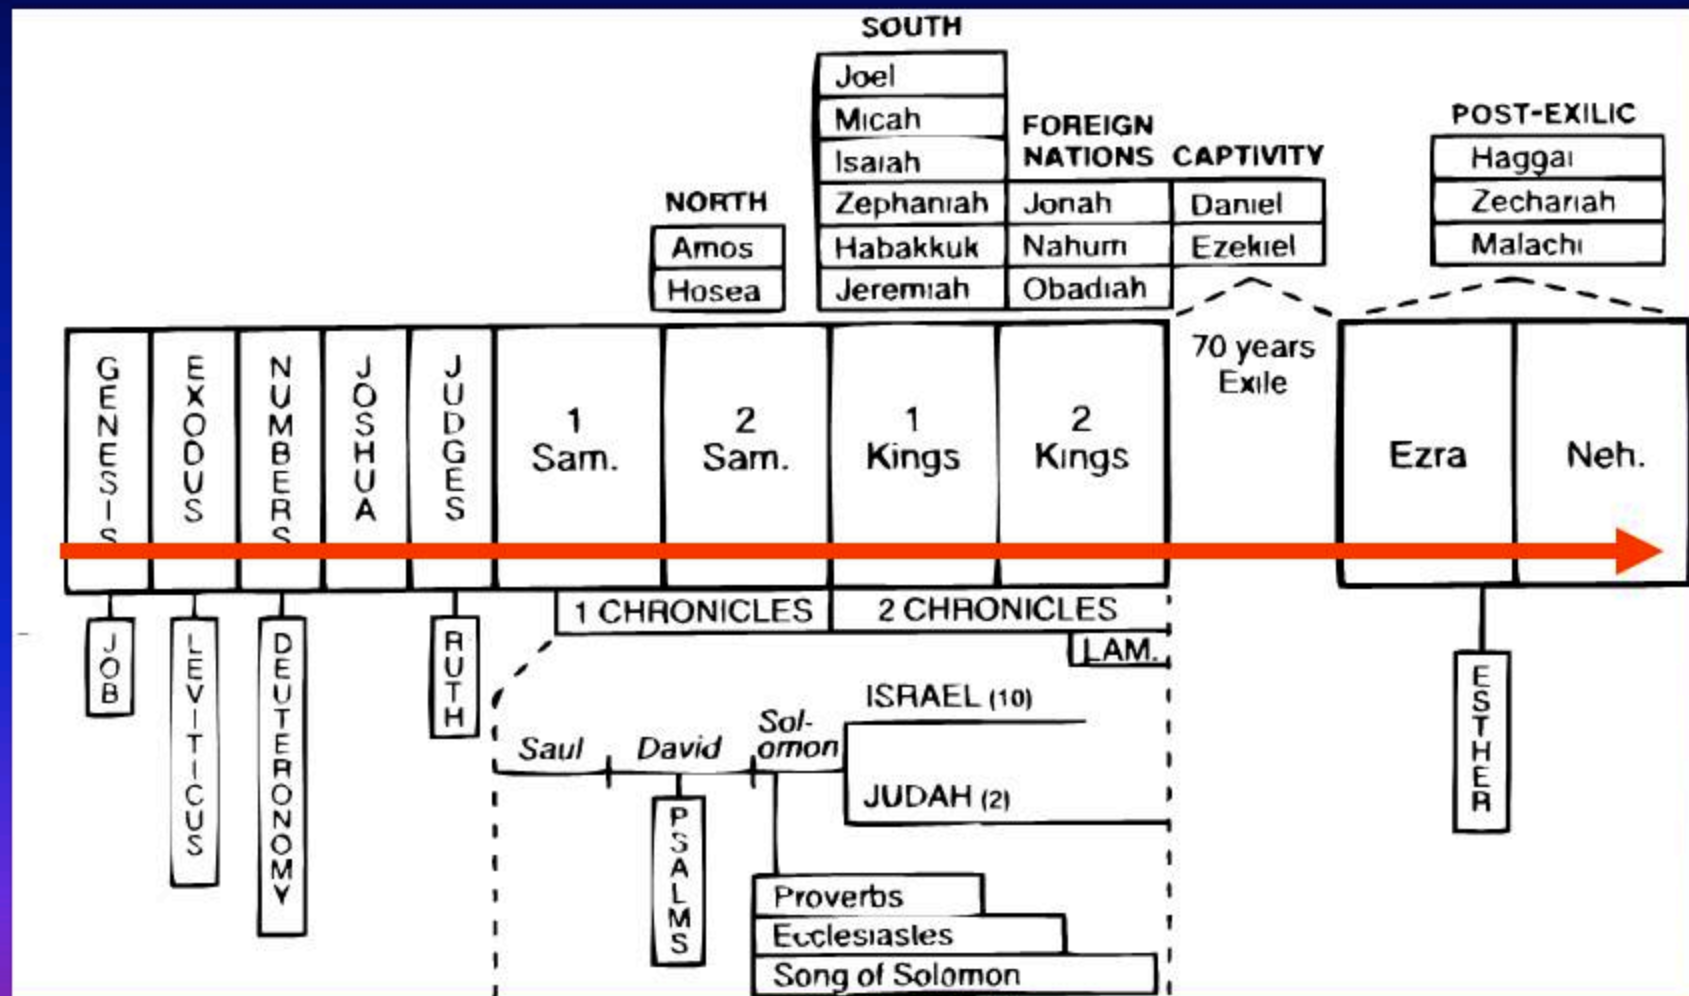 SOUTH
Joel
Micah
Isaiah
Zephaniah
Habakkuk
Jeremiah
FOREIGN
NATIONS
Jonah
Nahum
Obadiah
CAPTIVITY
Daniel
Ezekiel
POST-EXILIC
Haggai
Zechariah
Malachi
NORTH
Amos
Hosea
GENESIS
EXODUS
NUMBERS
JOSHUA
JUDGES
1
Sam.
2
Sam.
1
Kings
2
Kings
70 years
Exile
Ezra
Neh.
JOB
LEVITICUS
DEUTERONOMY
RUTH
1 CHRONICLES
2 CHRONICLES
LAM.
ESTHER
Saul
David
Sol-
omon
ISRAEL (10)
JUDAH (2)
PSALMS
Proverbs
Ecclesiastes
Song of Solomon